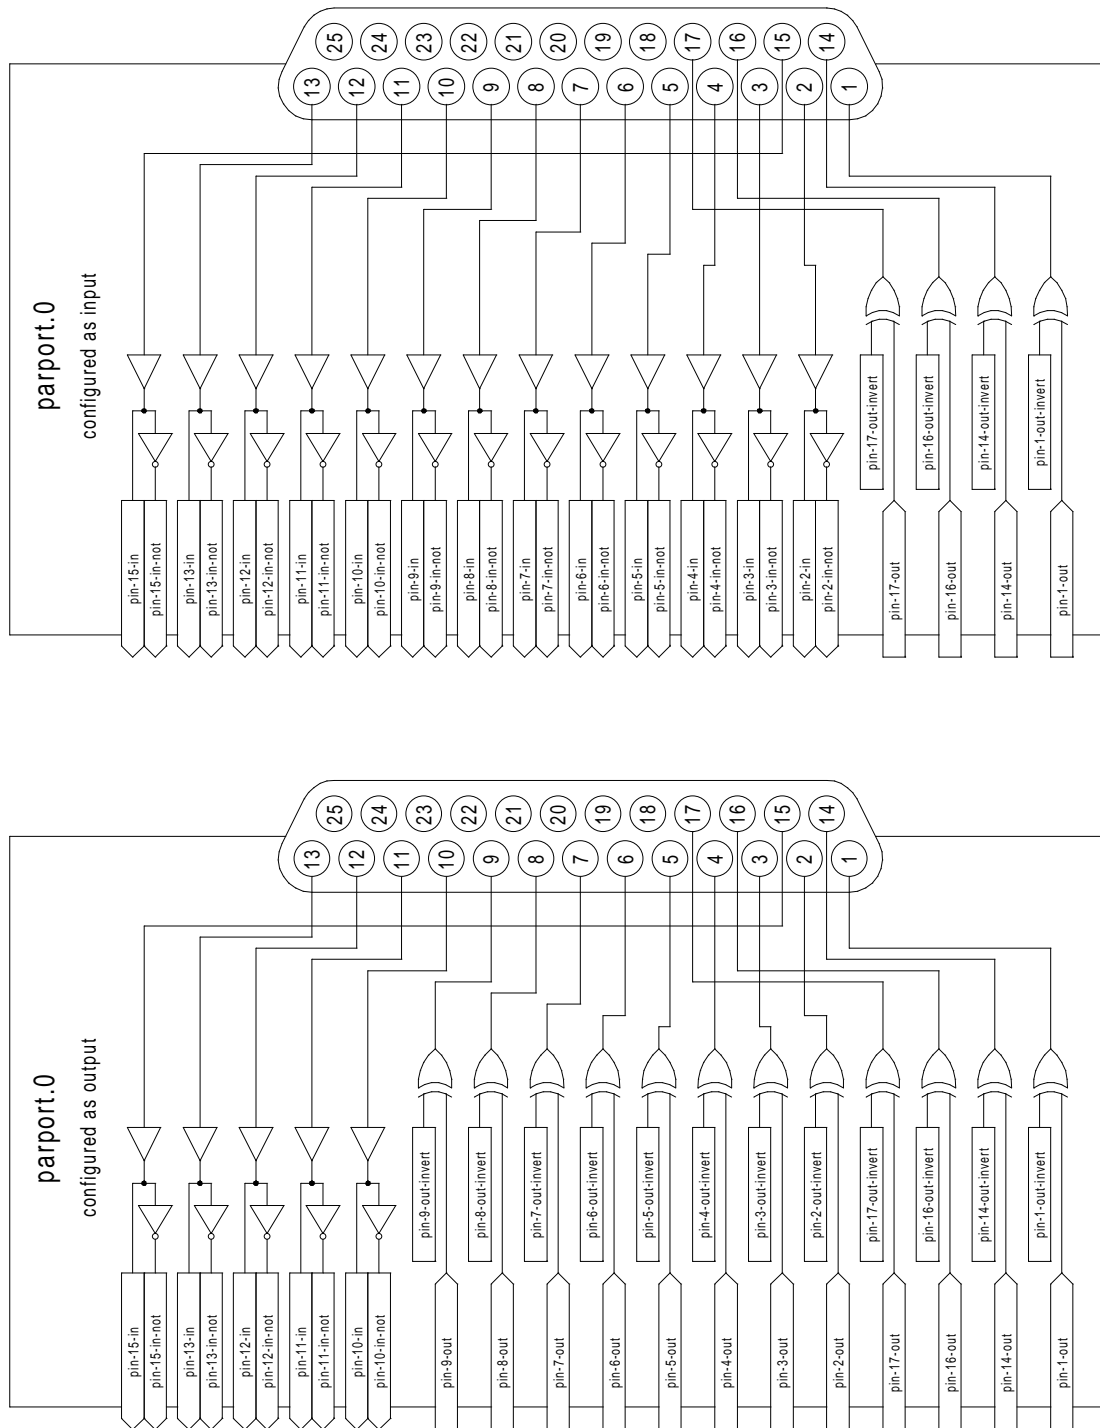 25
24
23
22
21
20
19
18
17
16
15
14
13
12
11
10
9
8
7
6
5
4
3
2
1
parport.0
configured as input
pin-17-out-invert
pin-16-out-invert
pin-14-out-invert
pin-1-out-invert
pin-15-in
pin-15-in-not
pin-13-in
pin-13-in-not
pin-12-in
pin-12-in-not
pin-11-in
pin-11-in-not
pin-10-in
pin-10-in-not
pin-9-in
pin-9-in-not
pin-8-in
pin-8-in-not
pin-7-in
pin-7-in-not
pin-6-in
pin-6-in-not
pin-5-in
pin-5-in-not
pin-4-in
pin-4-in-not
pin-3-in
pin-3-in-not
pin-2-in
pin-2-in-not
pin-17-out
pin-16-out
pin-14-out
pin-1-out
25
24
23
22
21
20
19
18
17
16
15
14
13
12
11
10
9
8
7
6
5
4
3
2
1
parport.0
configured as output
pin-9-out-invert
pin-8-out-invert
pin-7-out-invert
pin-6-out-invert
pin-5-out-invert
pin-4-out-invert
pin-3-out-invert
pin-2-out-invert
pin-17-out-invert
pin-16-out-invert
pin-14-out-invert
pin-1-out-invert
pin-15-in
pin-15-in-not
pin-13-in
pin-13-in-not
pin-12-in
pin-12-in-not
pin-11-in
pin-11-in-not
pin-10-in
pin-10-in-not
pin-9-out
pin-8-out
pin-7-out
pin-6-out
pin-5-out
pin-4-out
pin-3-out
pin-2-out
pin-17-out
pin-16-out
pin-14-out
pin-1-out